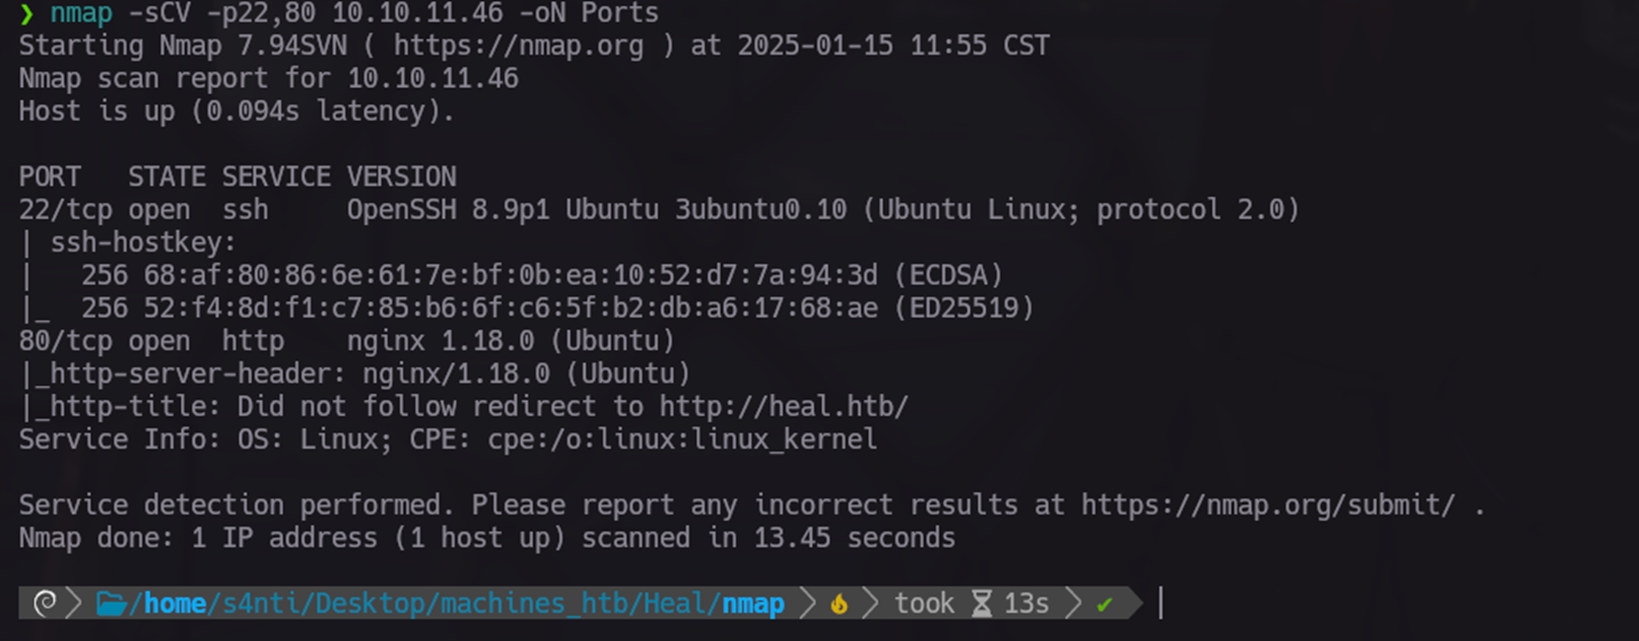 ❯ nmap -sCV -p22,80 10.10.11.46 -oN Ports
Starting Nmap 7.94SVN ( https://nmap.org ) at 2025-01-15 11:55 CST
Nmap scan report for 10.10.11.46
Host is up (0.094s latency).
PORT   STATE SERVICE VERSION
22/tcp open  ssh     OpenSSH 8.9p1 Ubuntu 3ubuntu0.10 (Ubuntu Linux; protocol 2.0)
| ssh-hostkey:
|   256 68:af:80:86:6e:61:7e:bf:0b:ea:10:52:d7:7a:94:3d (ECDSA)
|_  256 52:f4:8d:f1:c7:85:b6:6f:c6:5f:b2:db:a6:17:68:ae (ED25519)
80/tcp open  http    nginx 1.18.0 (Ubuntu)
|_http-server-header: nginx/1.18.0 (Ubuntu)
|_http-title: Did not follow redirect to http://heal.htb/
Service Info: OS: Linux; CPE: cpe:/o:linux:linux_kernel
Service detection performed. Please report any incorrect results at https://nmap.org/submit/ .
Nmap done: 1 IP address (1 host up) scanned in 13.45 seconds
/home/s4nti/Desktop/machines_htb/Heal/nmap took 13s ✔